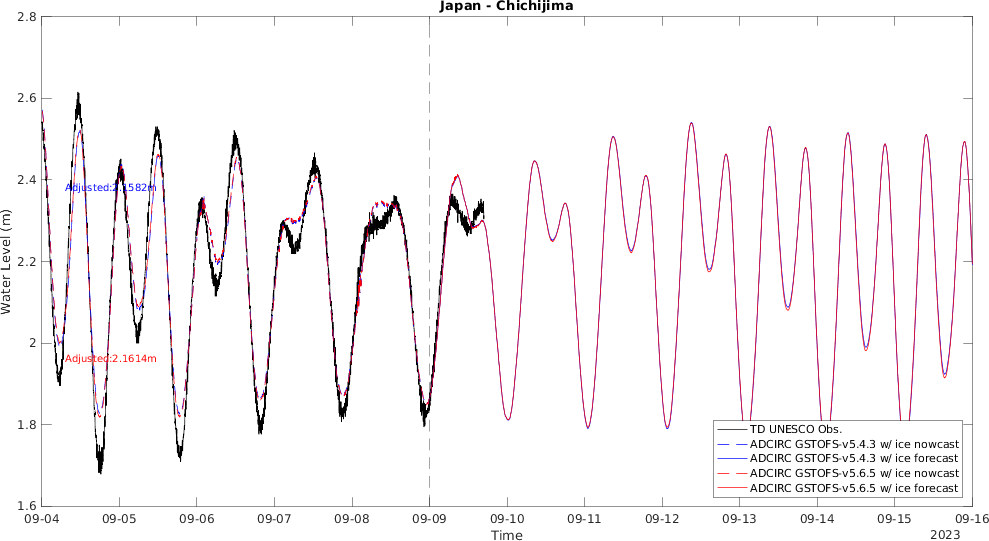 Japan - Chichijima
Water Level (m)
2.8
2.6
2.4
2.2
2
1.8
1.6
Adjusted:2.1582m
Adjusted:2.1614m
TD UNESCO Obs.
ADCIRC GSTOFS-v5.4.3 w/ ice nowcast
ADCIRC GSTOFS-v5.4.3 w/ ice forecast
ADCIRC GSTOFS-v5.6.5 w/ ice nowcast
ADCIRC GSTOFS-v5.6.5 w/ ice forecast
09-04 09-05 09-06 09-07 09-08 09-09 09-10 09-11 09-12 09-13 09-14 09-15 09-16
Time
2023